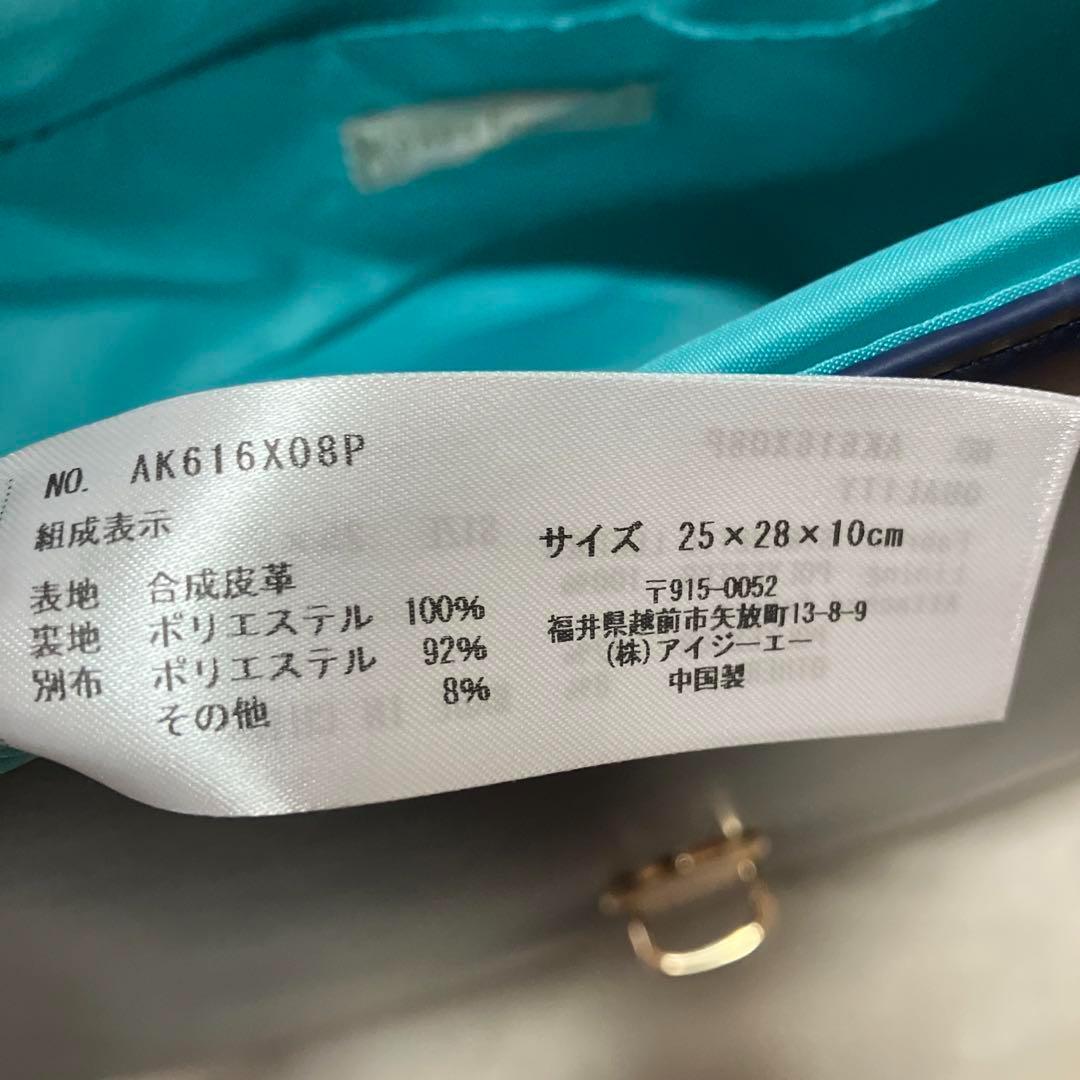 NO. AK616X08P
組成表示
表地 合成皮革
裏地 ポリエステル 100%
別布 ポリエステル 92%
その他 8%
サイズ 25×28×10cm
〒915-0052
福井県越前市矢放町13-8-9
(株)アイジーエー
中国製